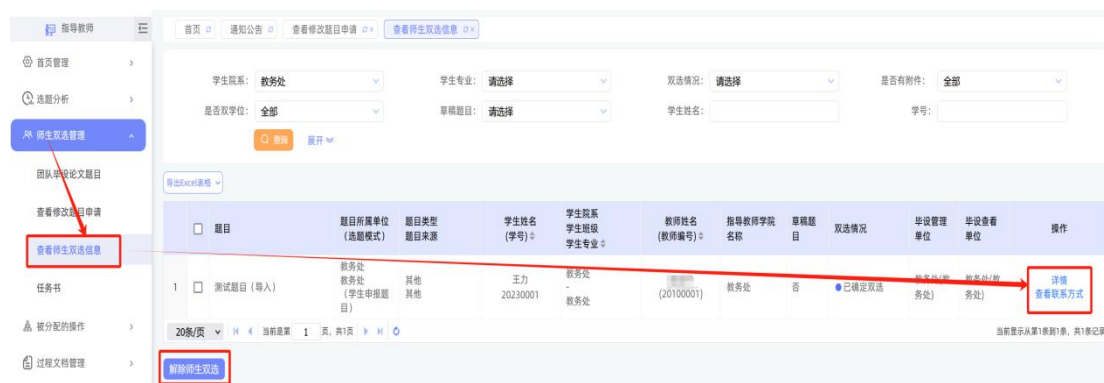 指导教师
首页 通知公告 查看修改题目申请 × 查看师生双选信息 ×
首页管理
选题分析
师生双选管理
团队毕设论文题目
查看修改题目申请
查看师生双选信息
任务书
被分配的操作
过程文档管理
学生院系: 教务处 学生专业: 请选择 双选情况: 请选择 是否有附件: 全部
是否双学位: 全部 草稿题目: 请选择 学生姓名: 学号:
查询 展开
导出Excel表格
题目 题目所属单位 (选题模式) 题目类型 题目来源 学生姓名 (学号) 学生院系 学生班级 学生专业 教师姓名 (教师编号) 指导教师学院名称 草稿题目 双选情况 毕设管理单位 毕设查看单位 操作
1 测试题目(导入) 教务处 教务处 (学生申报题目) 其他 其他 王力 20230001 教务处 - 教务处 (20100001) 教务处 否 已确定双选 教务处(教务处) 教务处(教务处) 详情 查看联系方式
20条/页 当前是第 1 页, 共1页 当前显示从第1条到1条, 共1条记录
解除师生双选